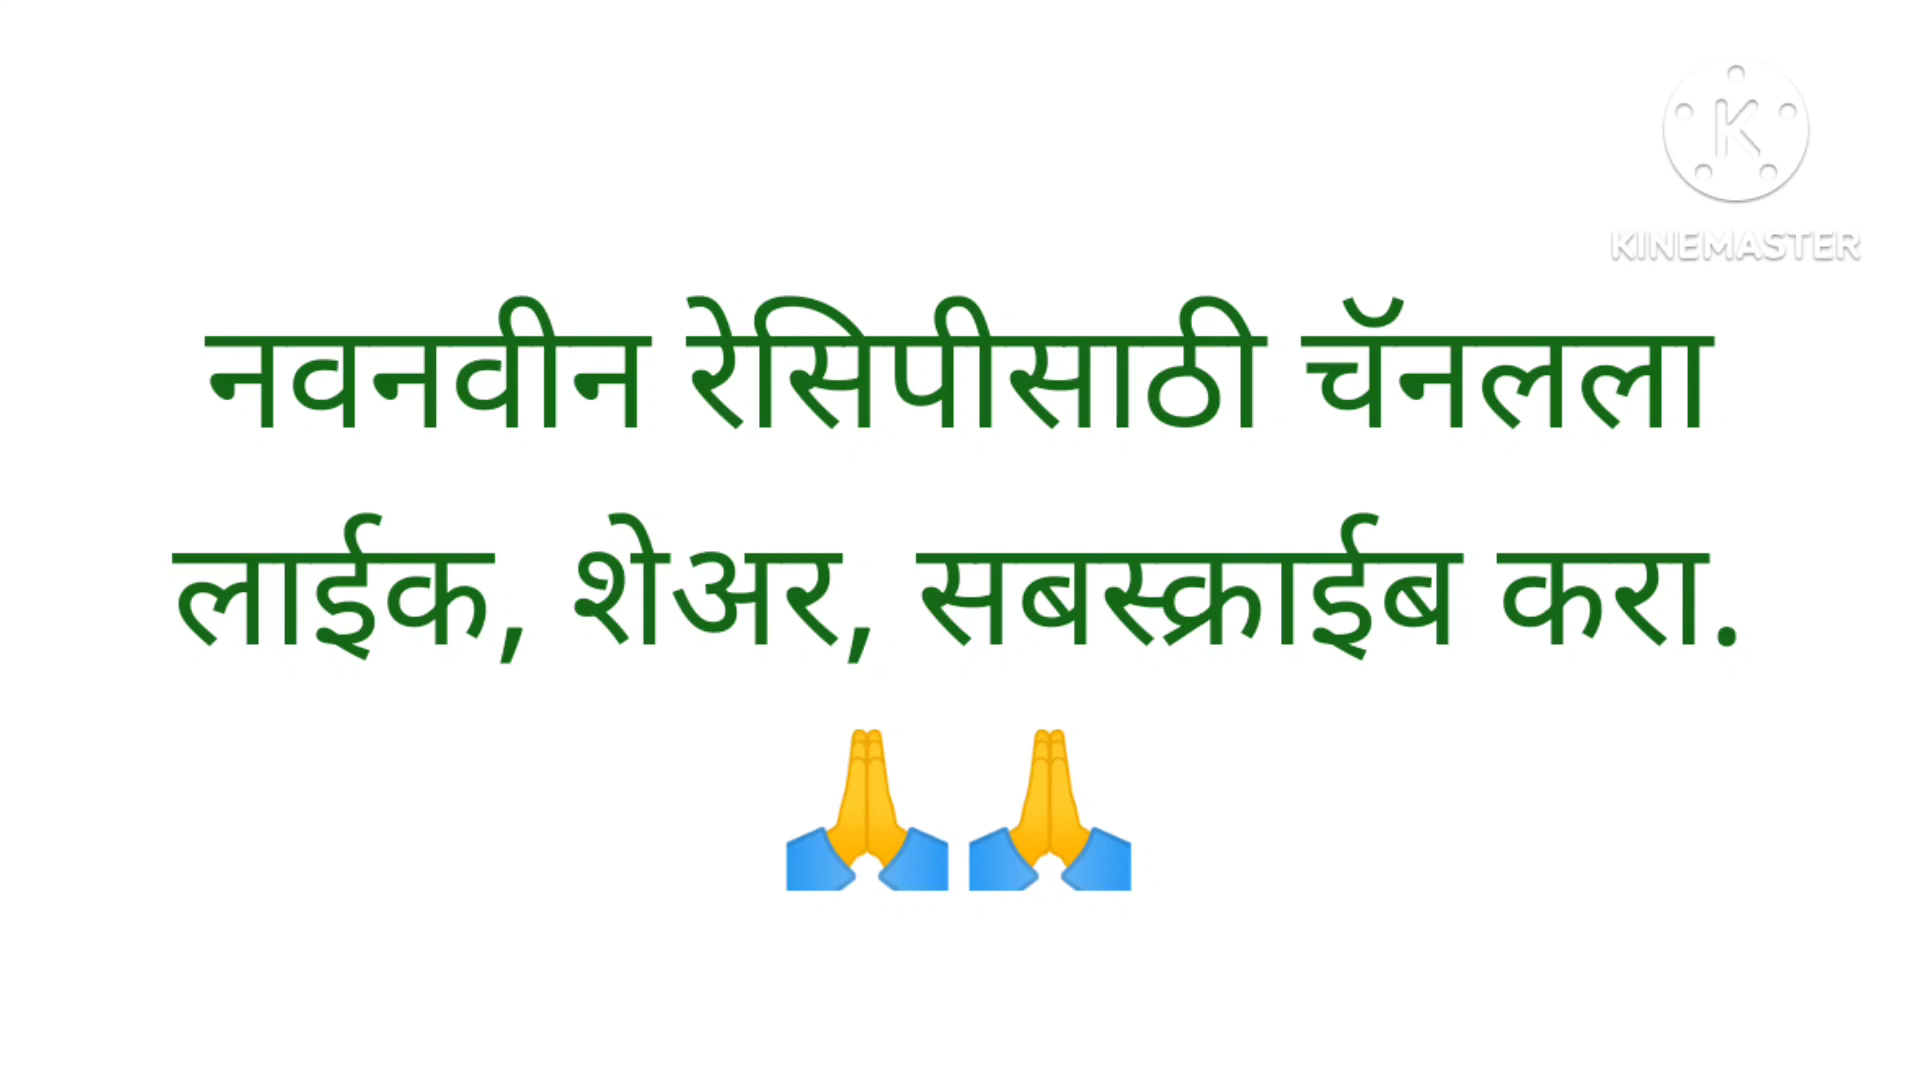 KINEMASTER
नवनवीन रेसिपीसाठी चॅनलला
लाईक, शेअर, सबस्क्राईब करा.
🙏🙏